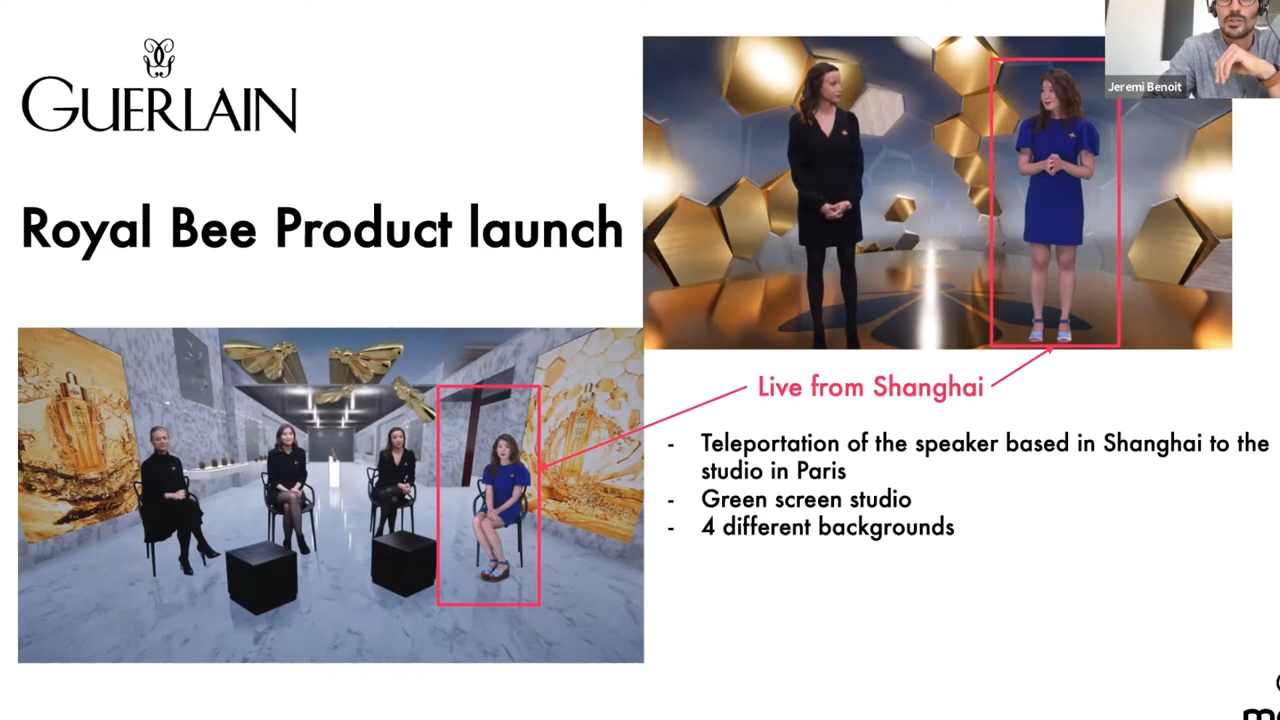 GUERLAIN
Royal Bee Product launch
Jeremi Benoit
Live from Shanghai
- Teleportation of the speaker based in Shanghai to the
studio in Paris
- Green screen studio
- 4 different backgrounds